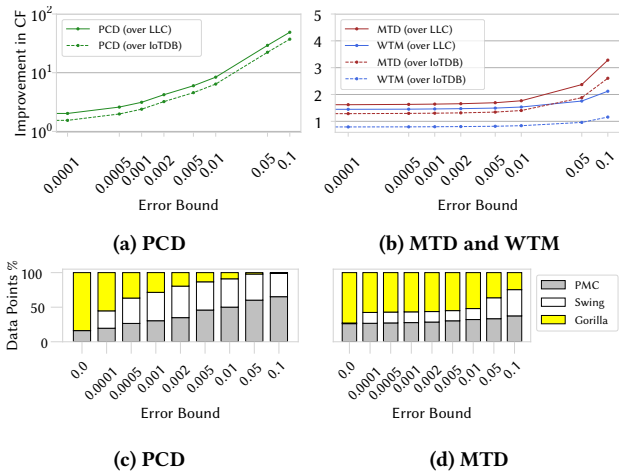 Improvement in CF
10²
10¹
10⁰
PCD (over LLC)
PCD (over IoTDB)
0.0001
0.0005
0.001
0.002
0.005
0.01
0.05
0.1
Error Bound
(a) PCD
5
4
3
2
1
MTD (over LLC)
WTM (over LLC)
MTD (over IoTDB)
WTM (over IoTDB)
0.0001
0.0005
0.001
0.002
0.005
0.01
0.05
0.1
Error Bound
(b) MTD and WTM
Data Points %
100
50
0
0.0
0.0001
0.0005
0.001
0.002
0.005
0.01
0.05
0.1
Error Bound
(c) PCD
100
50
0
0.0
0.0001
0.0005
0.001
0.002
0.005
0.01
0.05
0.1
Error Bound
(d) MTD
PMC
Swing
Gorilla